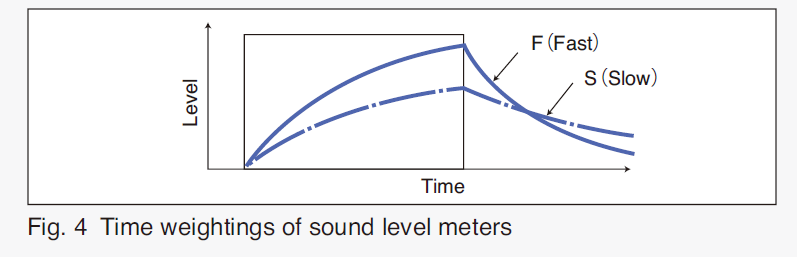 F (Fast)
S (Slow)
Level
Time
Fig. 4 Time weightings of sound level meters